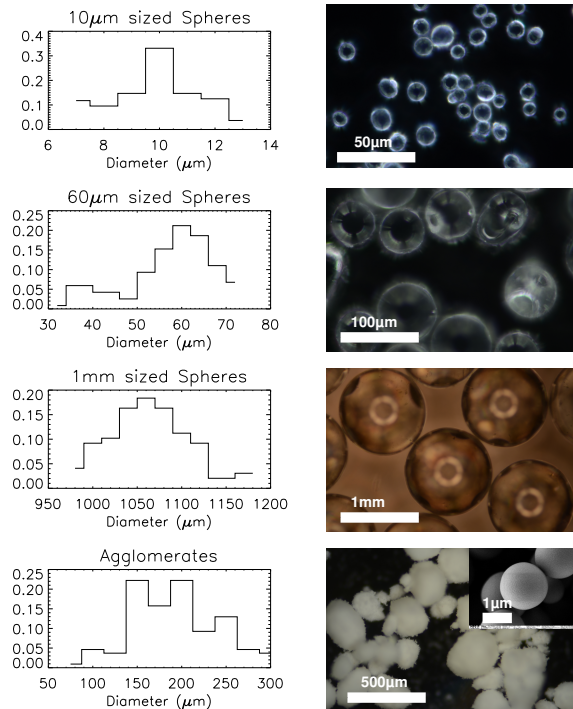 10μm sized Spheres
0.4
0.3
0.2
0.1
0.0
6 8 10 12 14
Diameter (μm)
50μm
60μm sized Spheres
0.25
0.20
0.15
0.10
0.05
0.00
30 40 50 60 70 80
Diameter (μm)
100μm
1mm sized Spheres
0.20
0.15
0.10
0.05
0.00
950 1000 1050 1100 1150 1200
Diameter (μm)
1mm
Agglomerates
0.25
0.20
0.15
0.10
0.05
0.00
50 100 150 200 250 300
Diameter (μm)
1μm
500μm